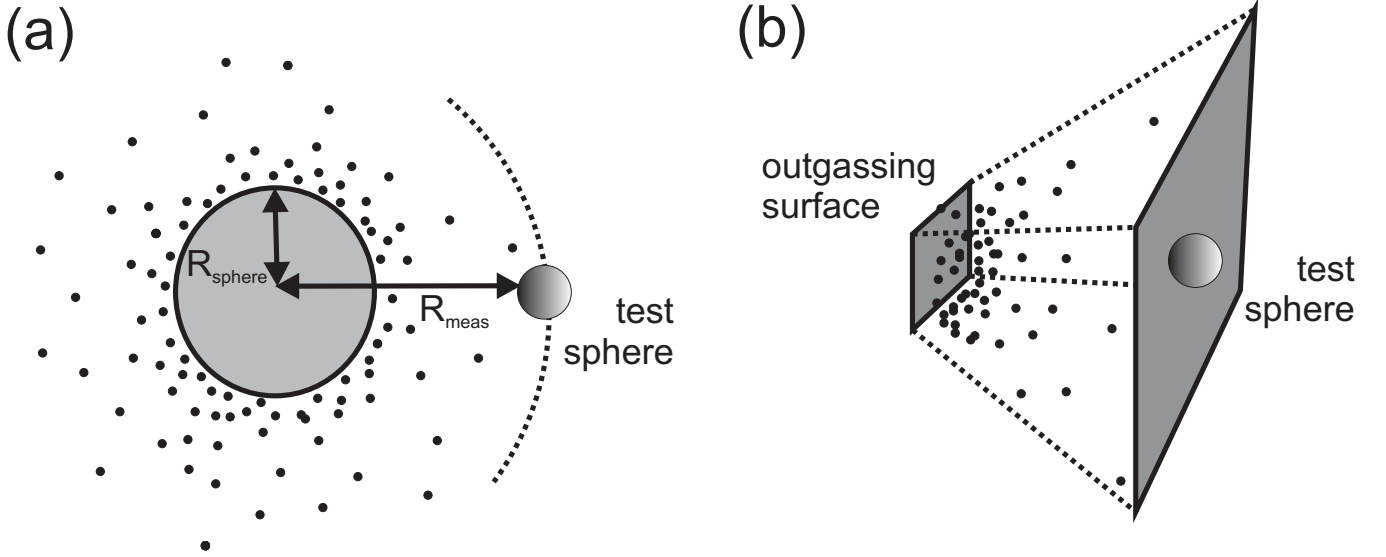 (a)
R_sphere
R_meas
test
sphere
(b)
outgassing
surface
test
sphere